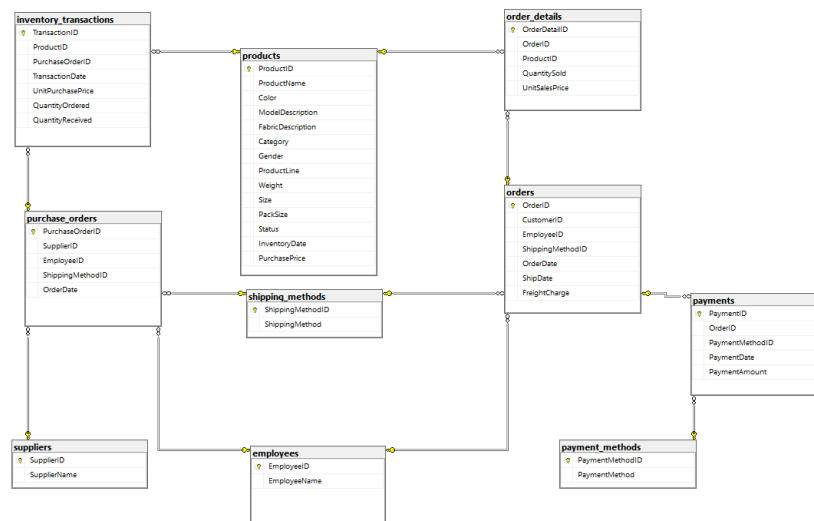 inventory_transactions
TransactionID
ProductID
PurchaseOrderID
TransactionDate
UnitPurchasePrice
QuantityOrdered
QuantityReceived
products
ProductID
ProductName
Color
ModelDescription
FabricDescription
Category
Gender
ProductLine
Weight
Size
PackSize
Status
InventoryDate
PurchasePrice
order_details
OrderDetailID
OrderID
ProductID
QuantitySold
UnitSalesPrice
purchase_orders
PurchaseOrderID
SupplierID
EmployeeID
ShippingMethodID
OrderDate
shipping_methods
ShippingMethodID
ShippingMethod
orders
OrderID
CustomerID
EmployeeID
ShippingMethodID
OrderDate
ShipDate
FreightCharge
payments
PaymentID
OrderID
PaymentMethodID
PaymentDate
PaymentAmount
suppliers
SupplierID
SupplierName
employees
EmployeeID
EmployeeName
payment_methods
PaymentMethodID
PaymentMethod